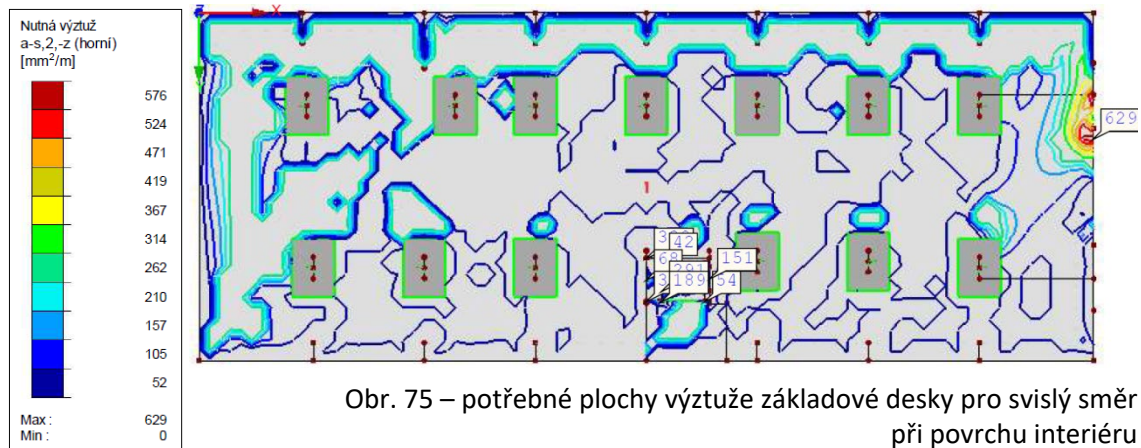 Nutná výztuž
a-s,2,-z (horní)
[mm²/m]
576
524
471
419
367
314
262
210
157
105
52
Max : 629
Min : 0
x
629
1
42
68
151
189
54
Obr. 75 – potřebné plochy výztuže základové desky pro svislý směr
při povrchu interiéru